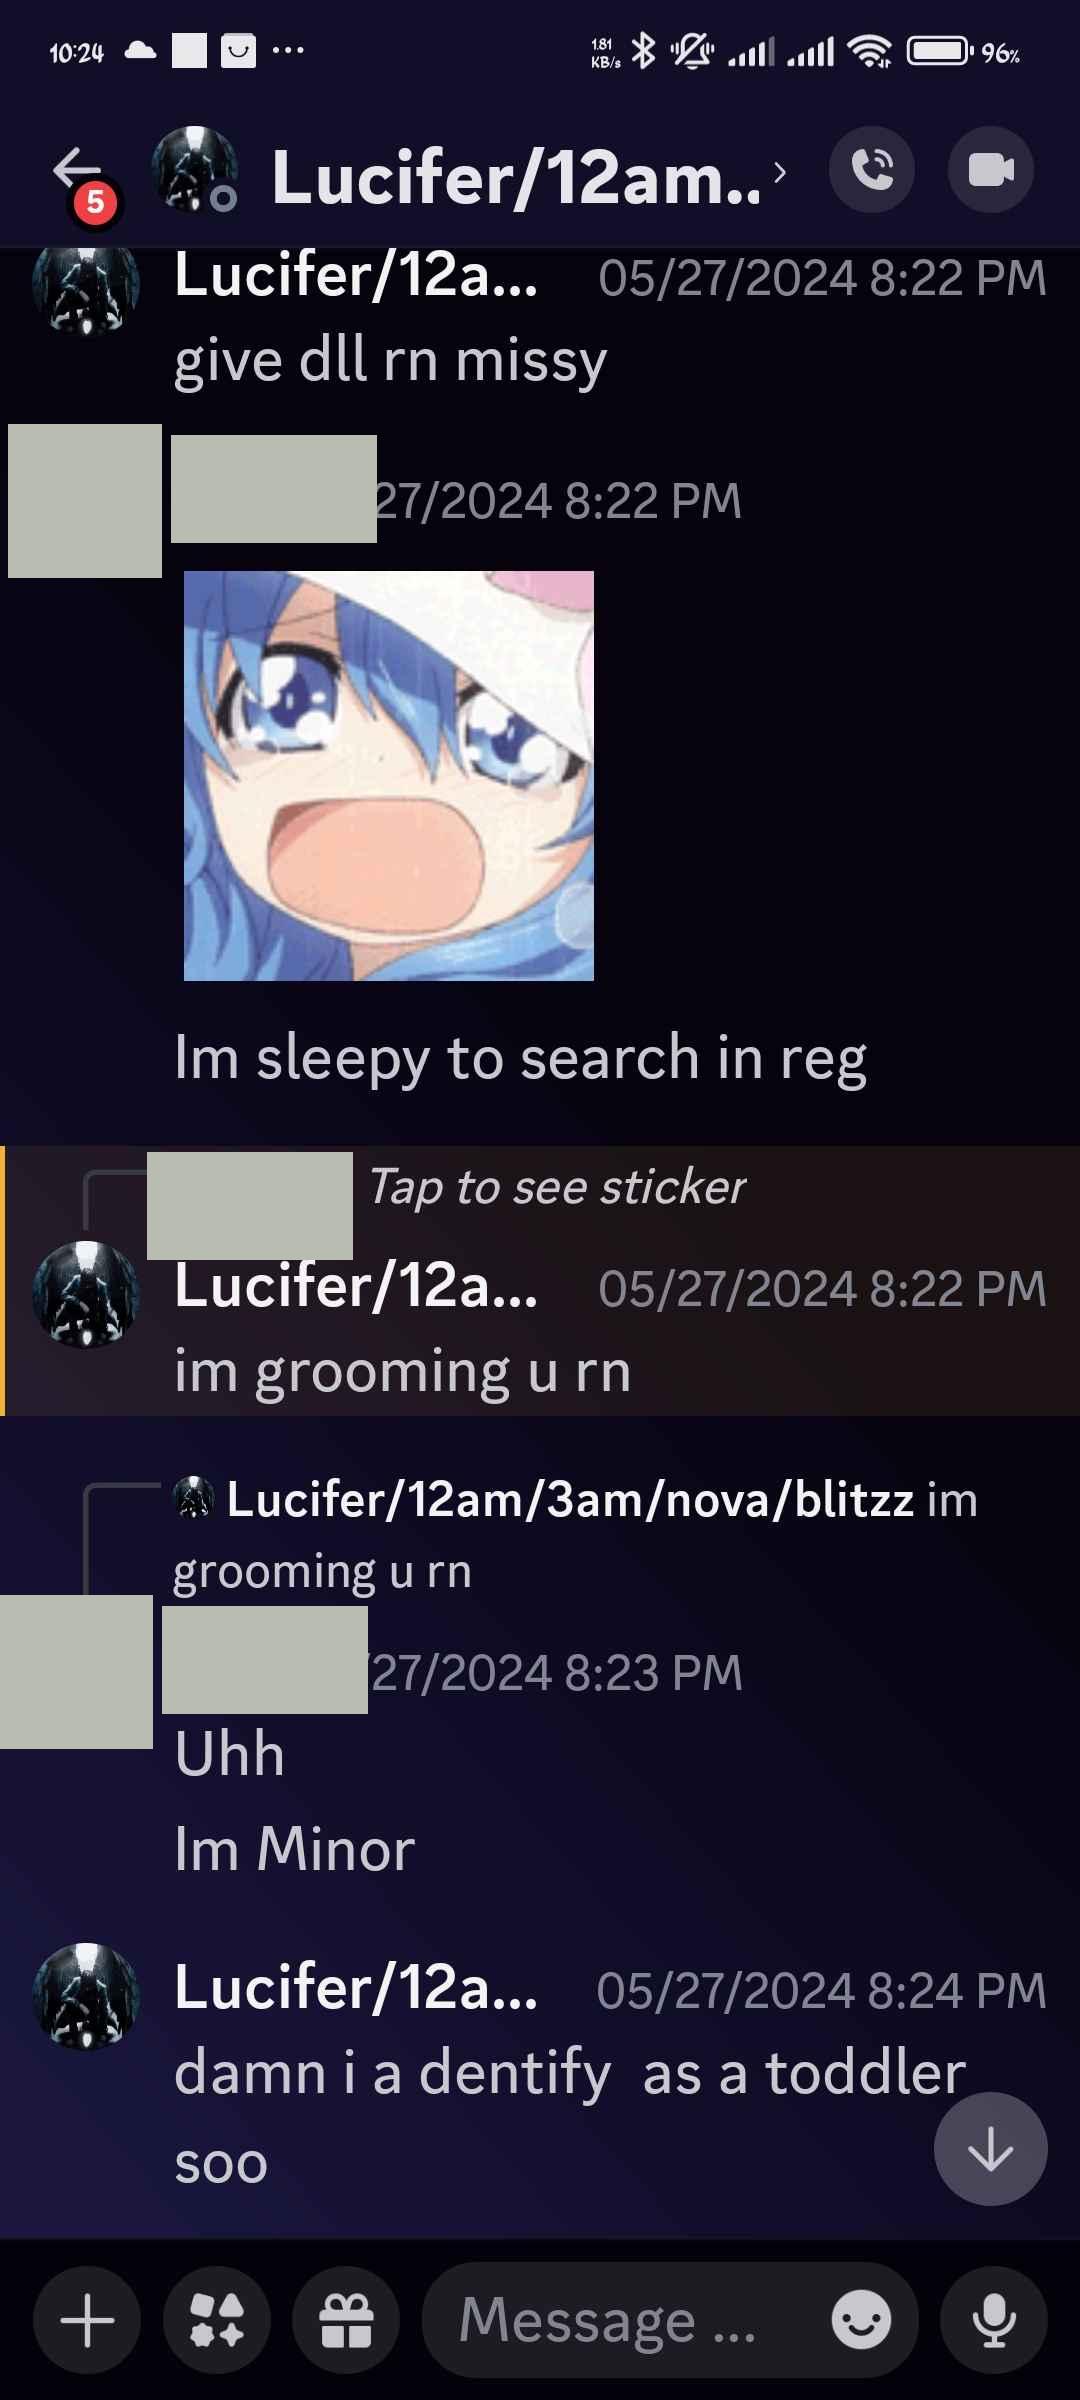 10:24
1.81
KB/s
96%
5
Lucifer/12am..
Lucifer/12a... 05/27/2024 8:22 PM
give dll rn missy
27/2024 8:22 PM
Im sleepy to search in reg
Tap to see sticker
Lucifer/12a... 05/27/2024 8:22 PM
im grooming u rn
Lucifer/12am/3am/nova/blitzz im
grooming u rn
/27/2024 8:23 PM
Uhh
Im Minor
Lucifer/12a... 05/27/2024 8:24 PM
damn i a dentify  as a toddler
soo
Message ...